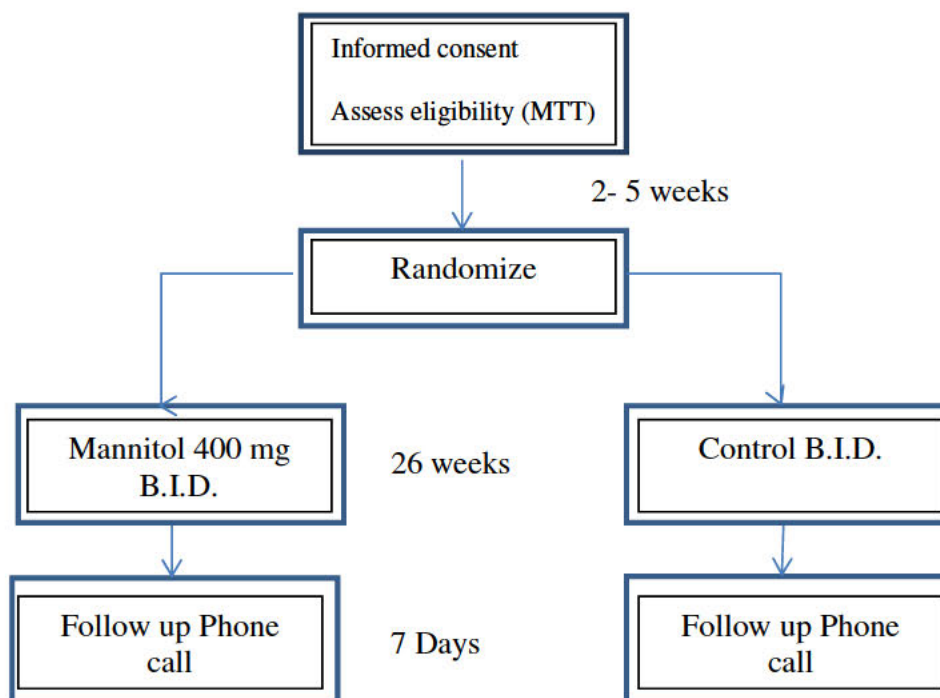 Informed consent
Assess eligibility (MTT)
2- 5 weeks
Randomize
Mannitol 400 mg
B.I.D.
26 weeks
Control B.I.D.
Follow up Phone
call
7 Days
Follow up Phone
call